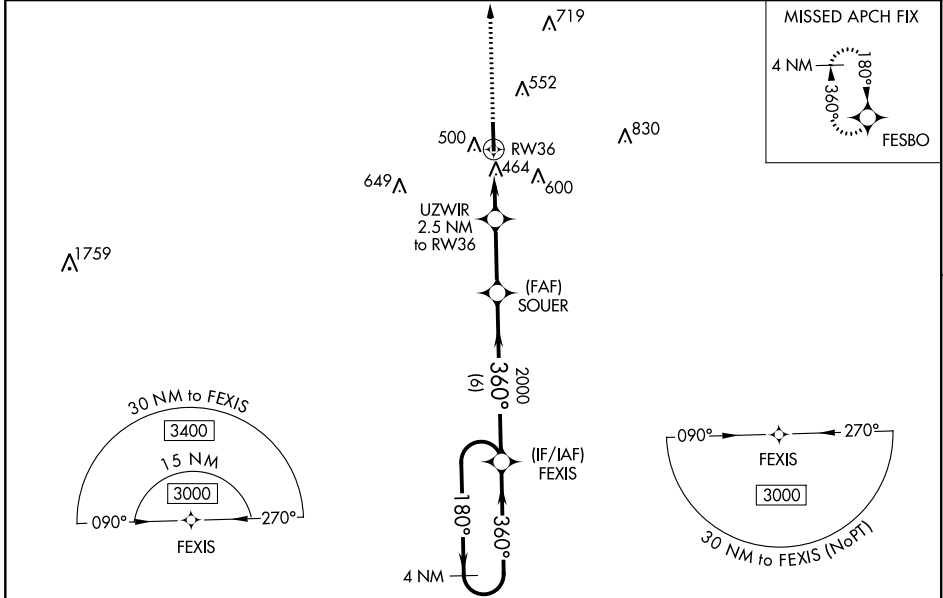 719
MISSED APCH FIX
4 NM
180°
360°
FESBO
552
830
500
RW36
464
600
649
UZWIR
2.5 NM
to RW36
1759
(FAF)
SOUER
2000
360°
(6)
30 NM to FEXIS
3400
15 NM
3000
090°
270°
FEXIS
(IF/IAF)
FEXIS
180°
360°
4 NM
090°
270°
FEXIS
3000
30 NM to FEXIS (NoPT)